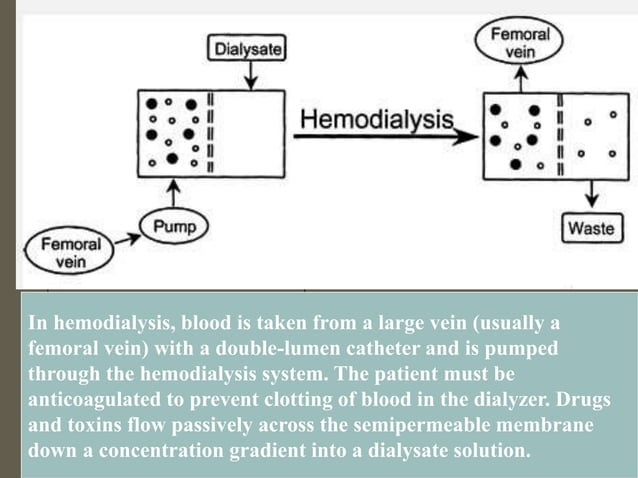 Femoral
vein
Dialysate
Hemodialysis
Pump
Femoral
vein
Waste
In hemodialysis, blood is taken from a large vein (usually a
femoral vein) with a double-lumen catheter and is pumped
through the hemodialysis system. The patient must be
anticoagulated to prevent clotting of blood in the dialyzer. Drugs
and toxins flow passively across the semipermeable membrane
down a concentration gradient into a dialysate solution.